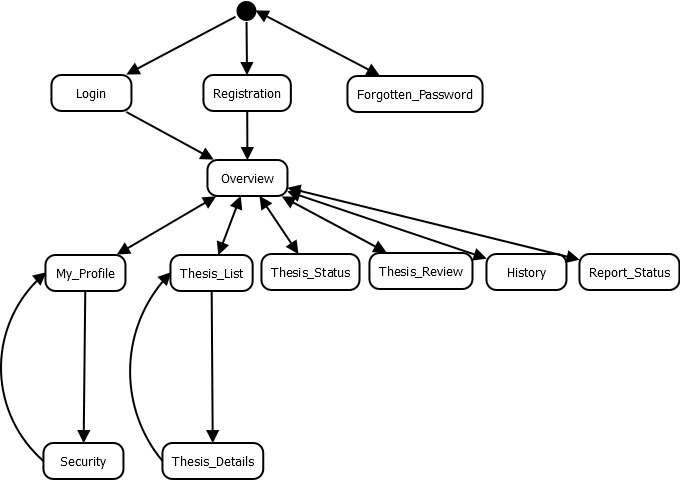 Login
Registration
Forgotten_Password
Overview
My_Profile
Thesis_List
Thesis_Status
Thesis_Review
History
Report_Status
Security
Thesis_Details